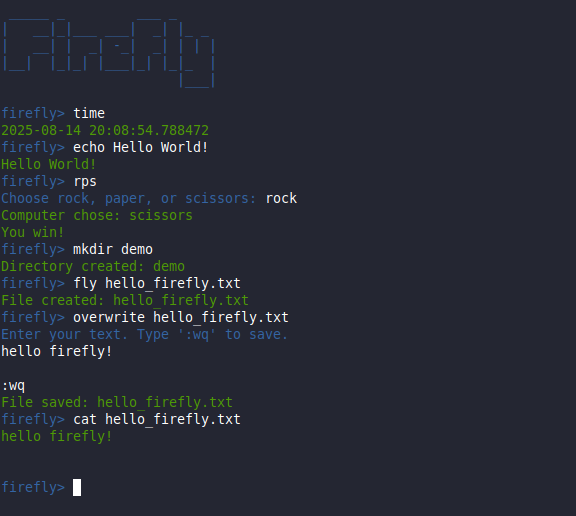 Firefly
firefly> time
2025-08-14 20:08:54.788472
firefly> echo Hello World!
Hello World!
firefly> rps
Choose rock, paper, or scissors: rock
Computer chose: scissors
You win!
firefly> mkdir demo
Directory created: demo
firefly> fly hello_firefly.txt
File created: hello_firefly.txt
firefly> overwrite hello_firefly.txt
Enter your text. Type ':wq' to save.
hello firefly!
:wq
File saved: hello_firefly.txt
firefly> cat hello_firefly.txt
hello firefly!
firefly>